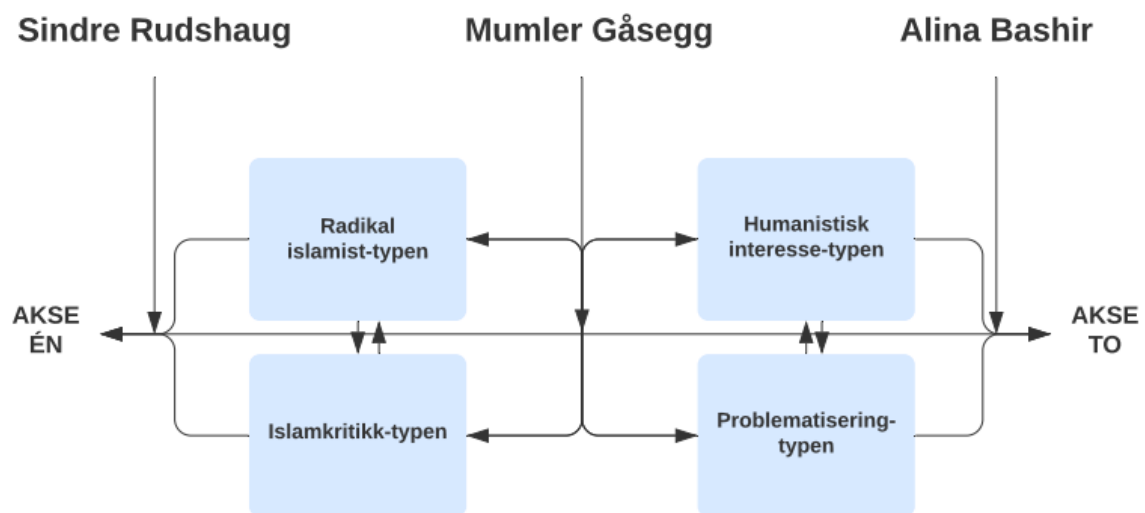 Sindre Rudshaug
Mumler Gåsegg
Alina Bashir
Radikal
islamist-typen
Humanistisk
interesse-typen
AKSE
ÉN
AKSE
TO
Islamkritikk-typen
Problematisering-
typen